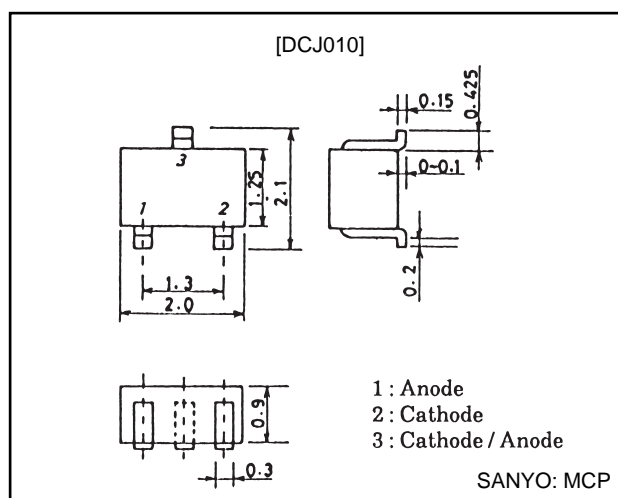 [DCJ010]
0.15
0.425
3
0~0.1
1.25
2.1
1
2
1.3
0.2
2.0
0.9
0.3
1 : Anode
2 : Cathode
3 : Cathode / Anode
SANYO: MCP